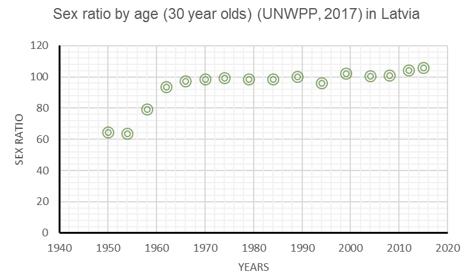 Sex ratio by age (30 year olds) (UNWPP, 2017) in Latvia
120
100
80
60
40
20
0
SEX RATIO
1940 1950 1960 1970 1980 1990 2000 2010 2020
YEARS